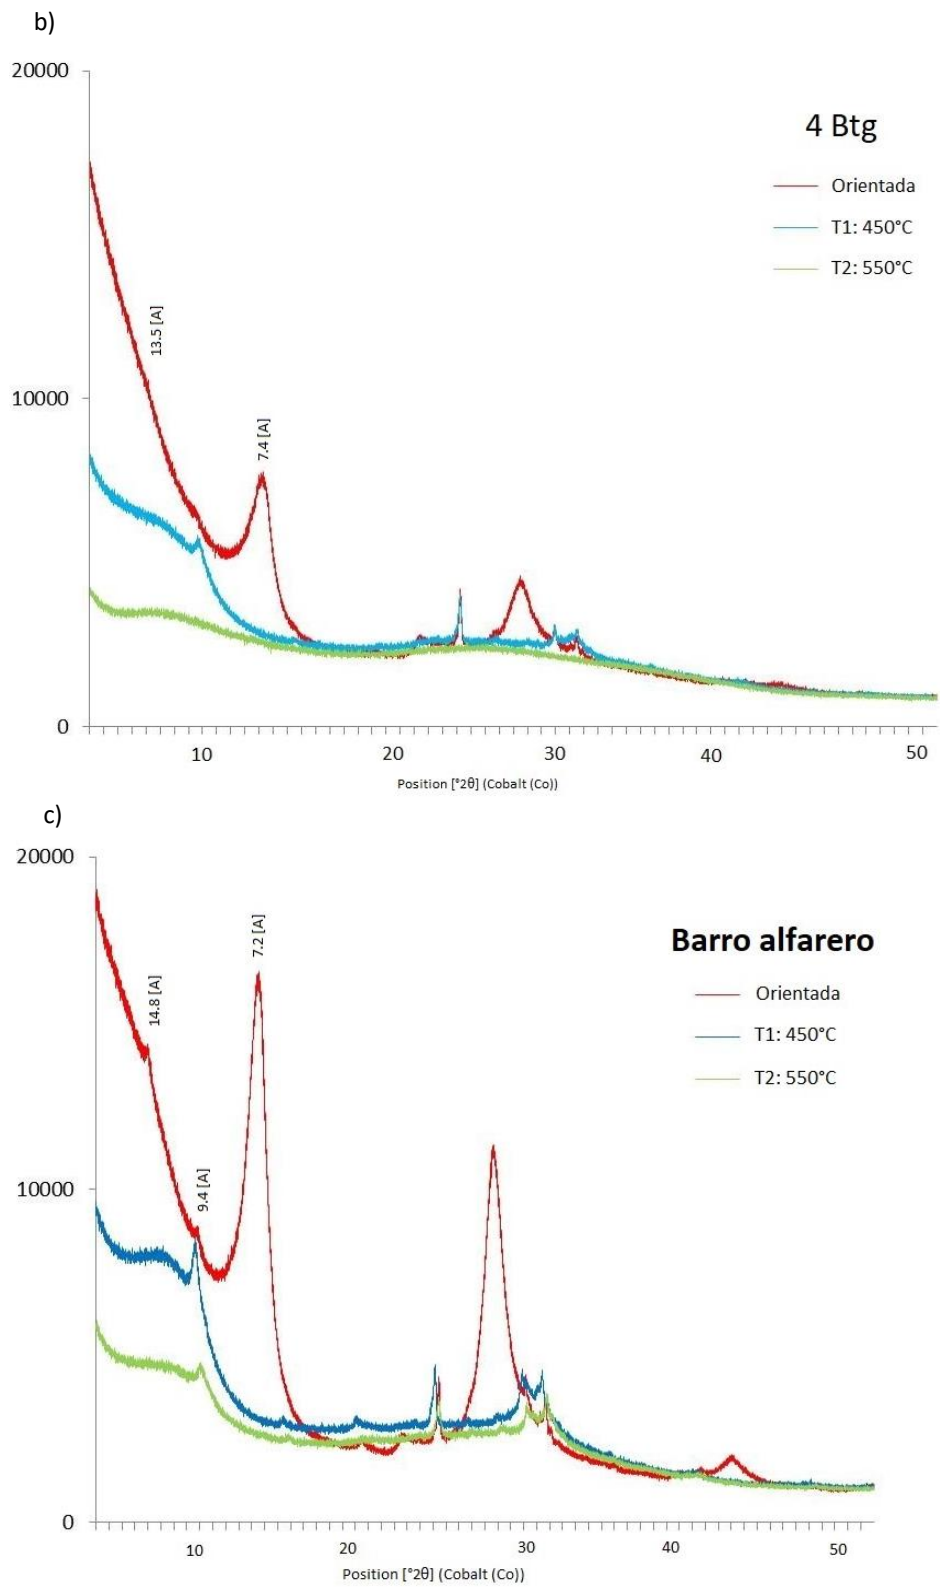 b)
20000
4 Btg
Orientada
T1: 450°C
T2: 550°C
13.5 [A]
10000
7.4 [A]
0
10 20 30 40 50
Position [°2θ] (Cobalt (Co))
c)
20000
7.2 [A]
Barro alfarero
14.8 [A]
Orientada
T1: 450°C
T2: 550°C
9.4 [A]
10000
0
10 20 30 40 50
Position [°2θ] (Cobalt (Co))